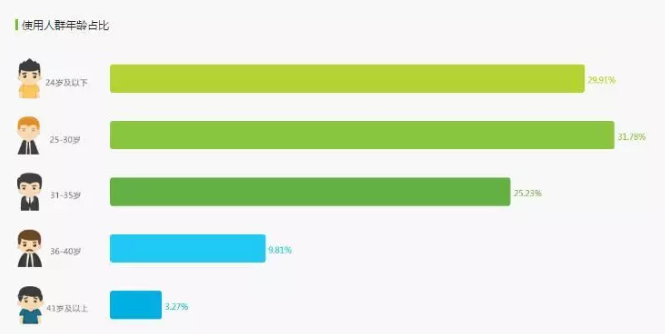 使用人群年龄占比
24岁及以下
29.91%
25-30岁
31.78%
31-35岁
25.23%
36-40岁
9.81%
41岁及以上
3.27%